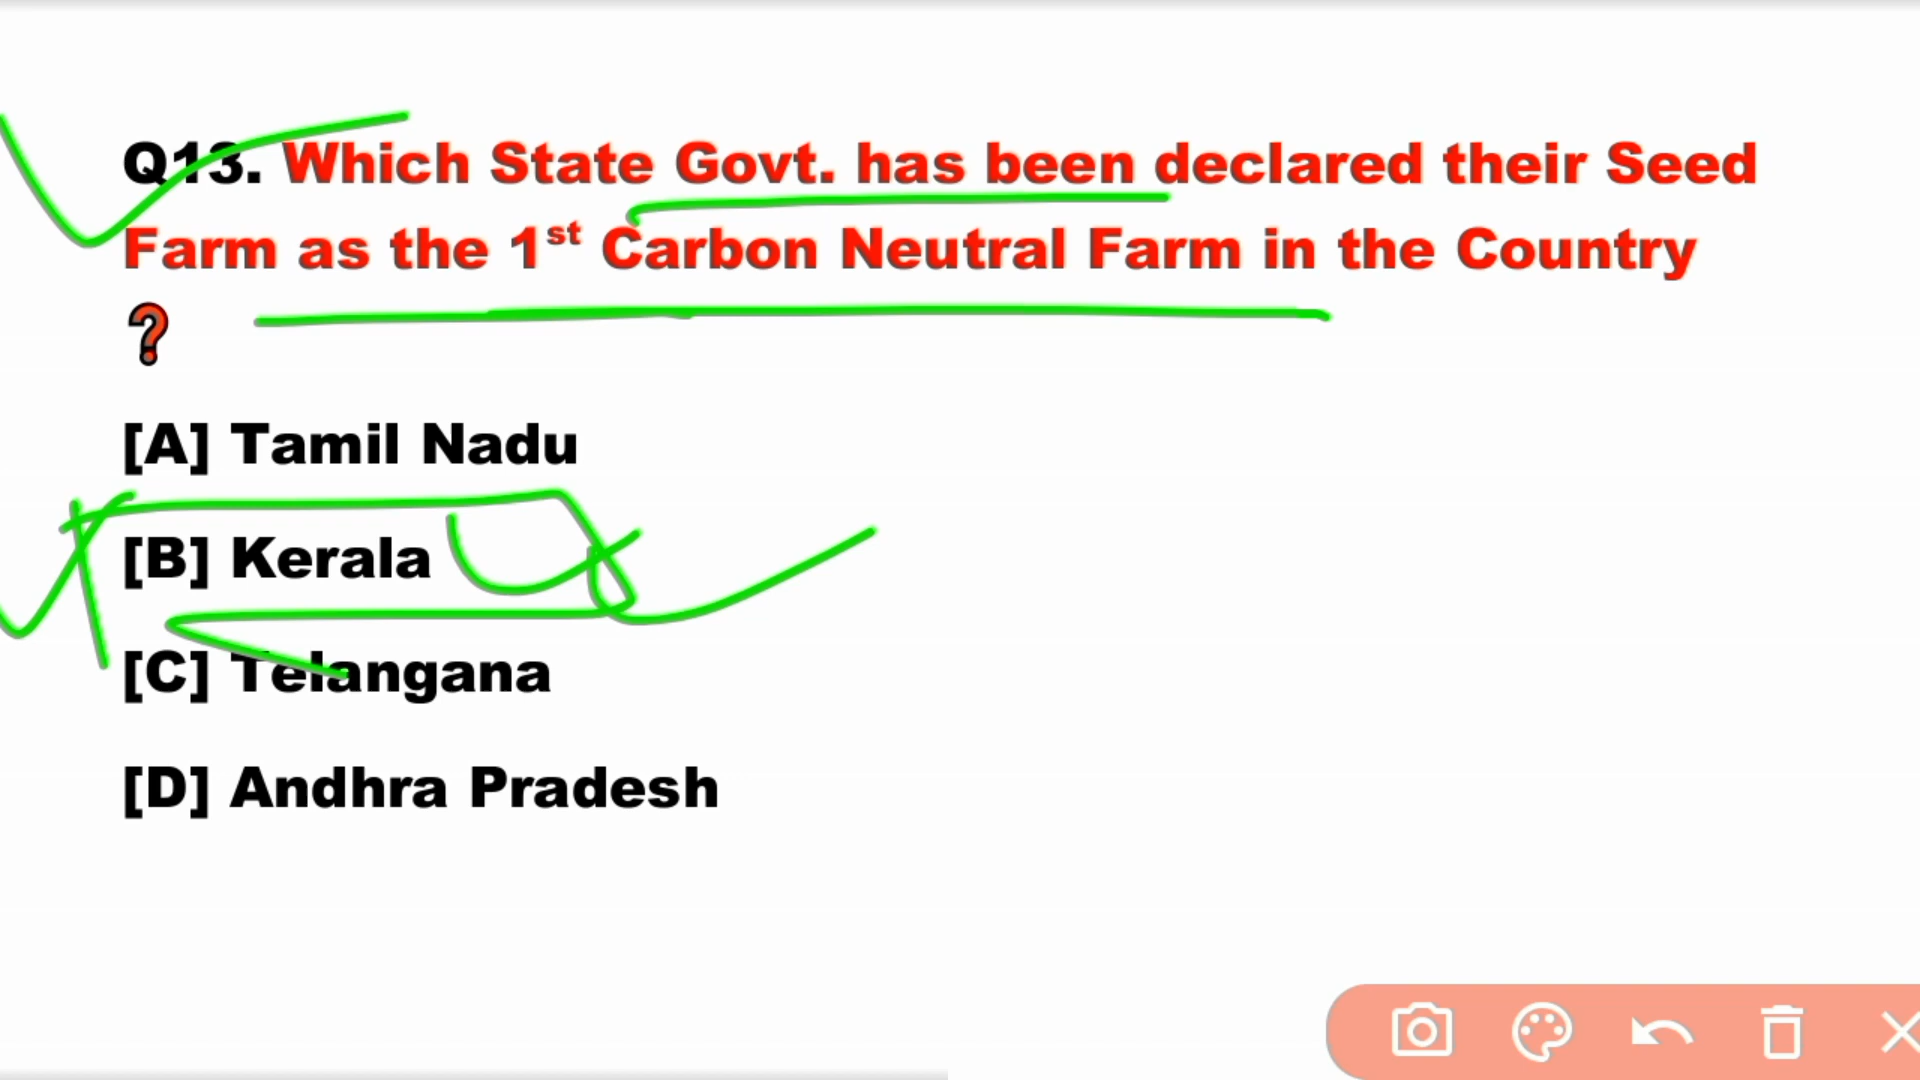 Q13. Which State Govt. has been declared their Seed
Farm as the 1st Carbon Neutral Farm in the Country
?
[A] Tamil Nadu
[B] Kerala
[C] Telangana
[D] Andhra Pradesh